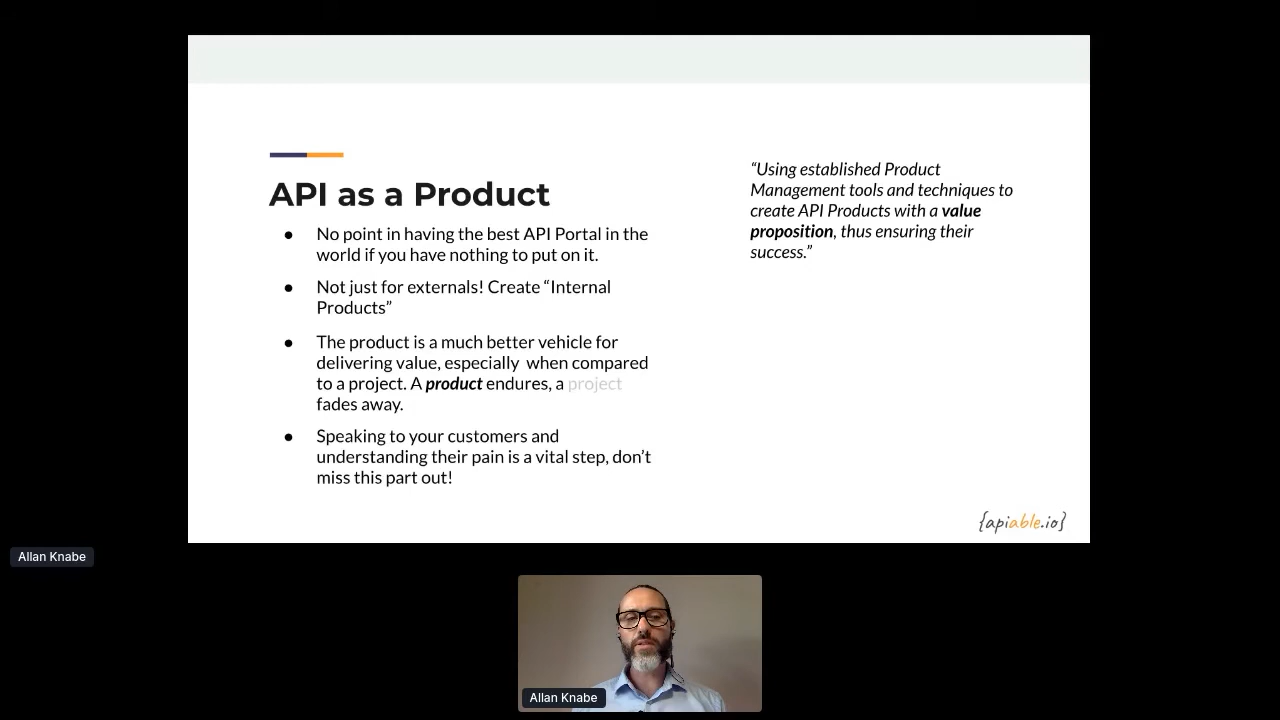 API as a Product
● No point in having the best API Portal in the
world if you have nothing to put on it.
● Not just for externals! Create “Internal
Products”
● The product is a much better vehicle for
delivering value, especially  when compared
to a project. A product endures, a project
fades away.
● Speaking to your customers and
understanding their pain is a vital step, don’t
miss this part out!
“Using established Product
Management tools and techniques to
create API Products with a value
proposition, thus ensuring their
success.”
{apiable.io}
Allan Knabe
Allan Knabe